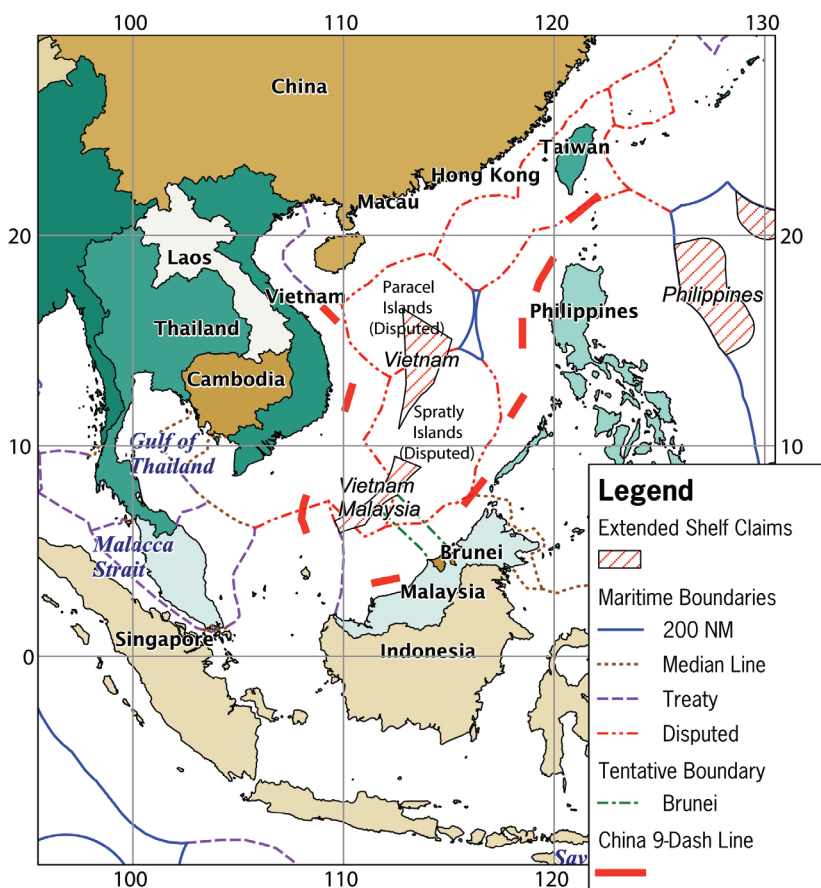 100
110
120
130
China
Taiwan
Hong Kong
Macau
20
20
Laos
Paracel
Islands
(Disputed)
Vietnam
Philippines
Philippines
Thailand
Vietnam
Cambodia
Spratly
Islands
(Disputed)
10
10
Gulf of
Thailand
Vietnam
Malaysia
Malacca
Strait
Brunei
Malaysia
Singapore
Indonesia
0
Sav
100
110
120
Legend
Extended Shelf Claims
Maritime Boundaries
200 NM
Median Line
Treaty
Disputed
Tentative Boundary
Brunei
China 9-Dash Line